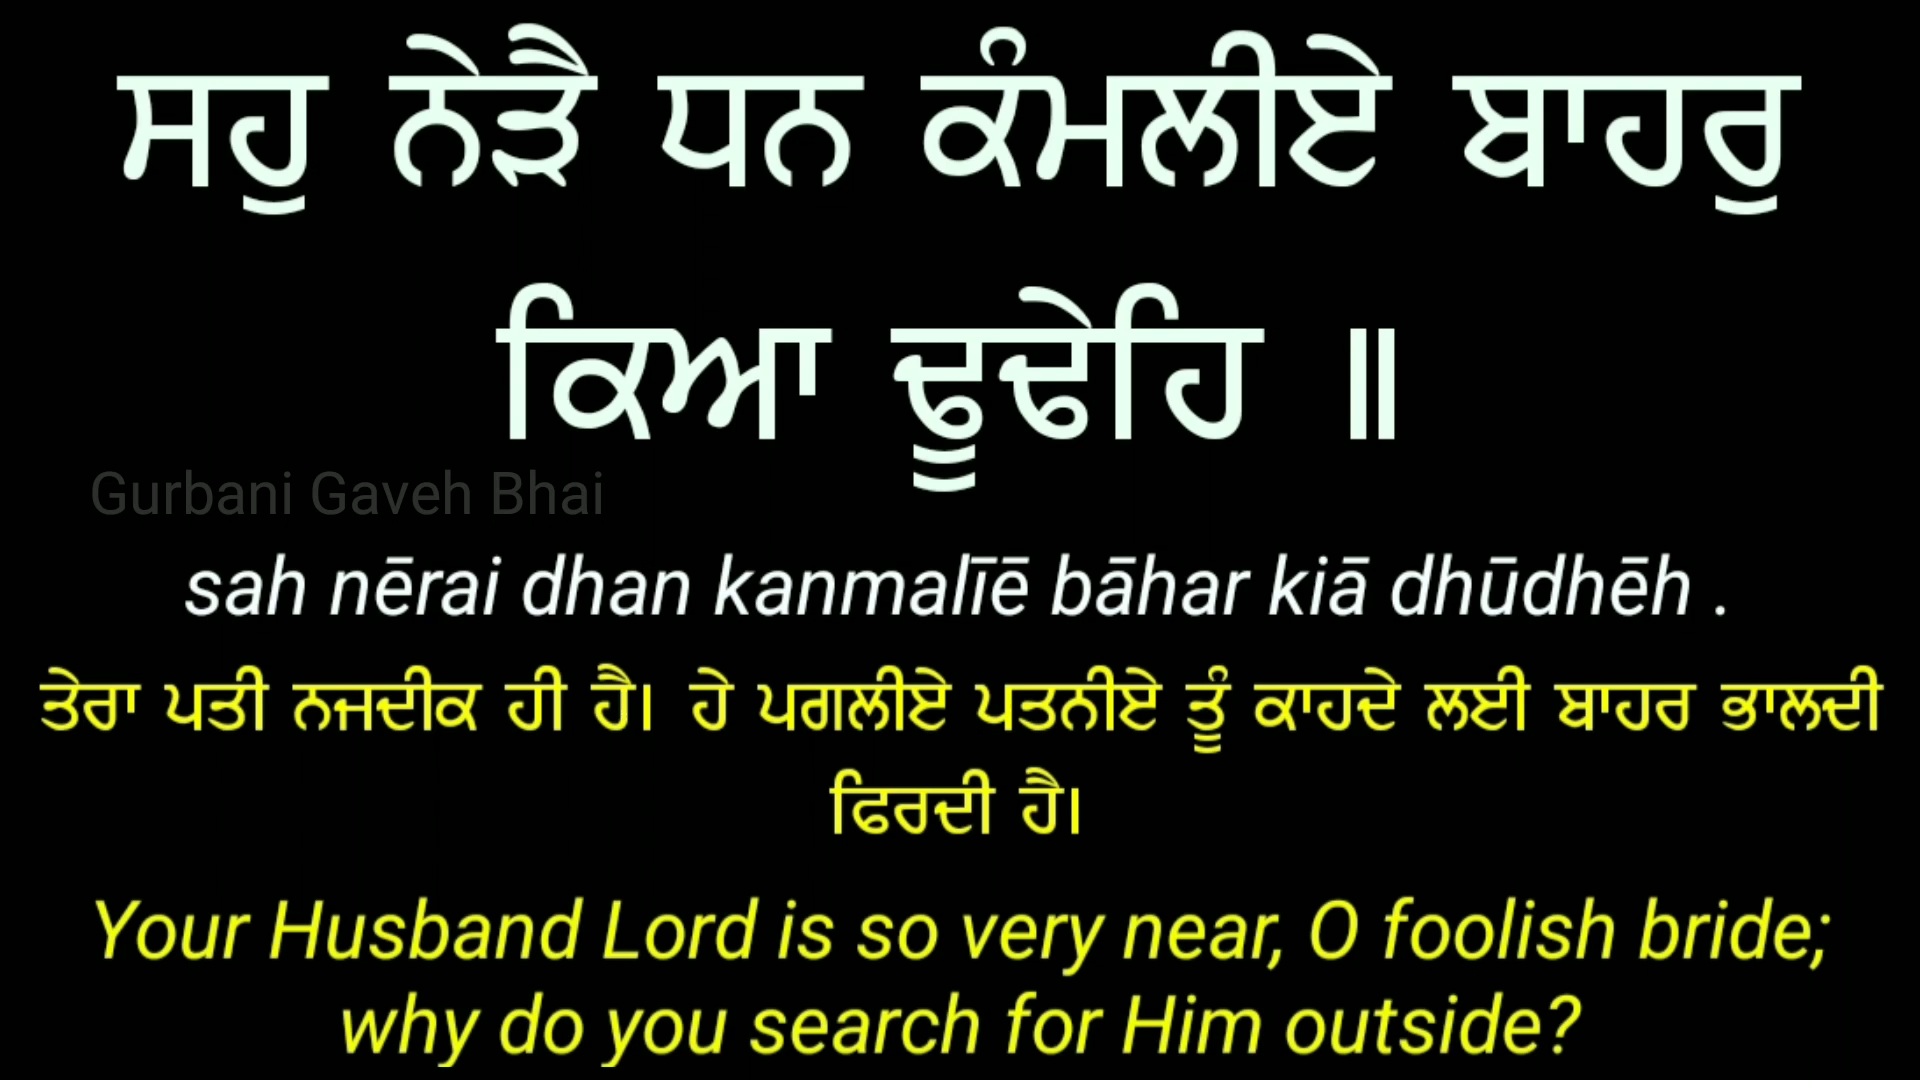 ਸਹੁ ਨੇੜੈ ਧਨ ਕੰਮਲੀਏ ਬਾਹਰੁ
ਕਿਆ ਢੂਢੇਹਿ ॥
Gurbani Gaveh Bhai
sah nērai dhan kanmalīē bāhar kiā dhūdhēh .
ਤੇਰਾ ਪਤੀ ਨਜਦੀਕ ਹੀ ਹੈ। ਹੇ ਪਗਲੀਏ ਪਤਨੀਏ ਤੂੰ ਕਾਹਦੇ ਲਈ ਬਾਹਰ ਭਾਲਦੀ
ਫਿਰਦੀ ਹੈ।
Your Husband Lord is so very near, O foolish bride;
why do you search for Him outside?